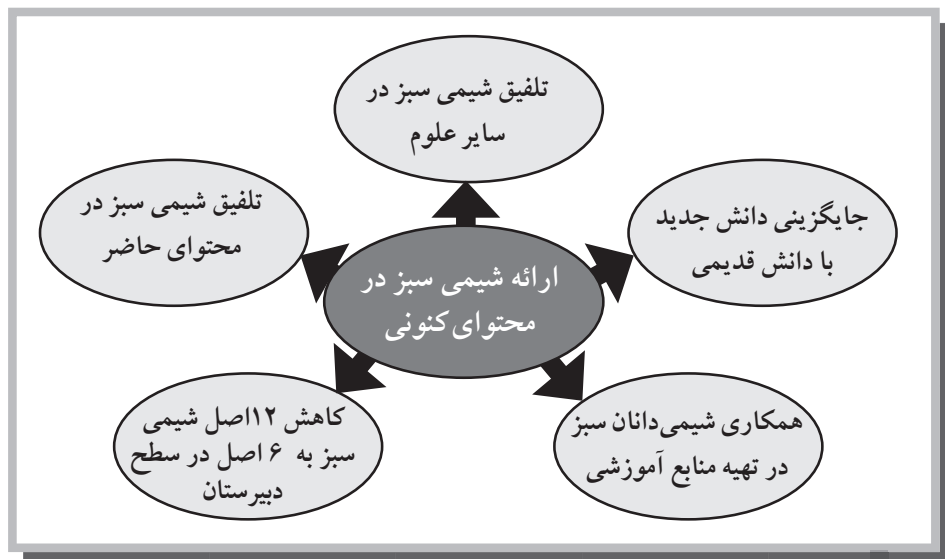 تلفیق شیمی سبز در
سایر علوم
جایگزینی دانش جدید
با دانش قدیمی
تلفیق شیمی سبز در
محتوای حاضر
ارائه شیمی سبز در
محتوای کنونی
همکاری شیمی‌دانان سبز
در تهیه منابع آموزشی
کاهش ۱۲اصل شیمی
سبز به ۶ اصل در سطح
دبیرستان